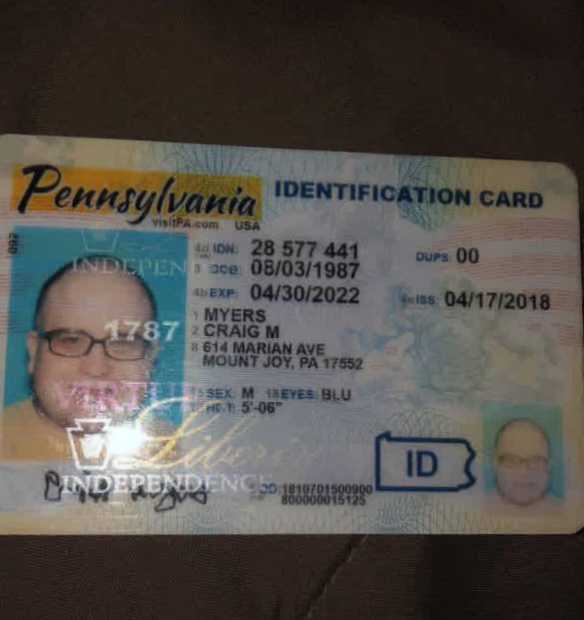 Pennsylvania
IDENTIFICATION CARD
visitPA.com USA
092
4d IDN: 28 577 441
DUPS: 00
3 DOB: 08/03/1987
4b EXP: 04/30/2022
4a ISS: 04/17/2018
1 MYERS
2 CRAIG M
8 614 MARIAN AVE
MOUNT JOY, PA 17552
15 SEX: M 18 EYES: BLU
16 HGT: 5'-06"
INDEPEN
1787
VIRTUE
Liberty
INDEPENDENCE
ID
DD:1810701500900
800000015125